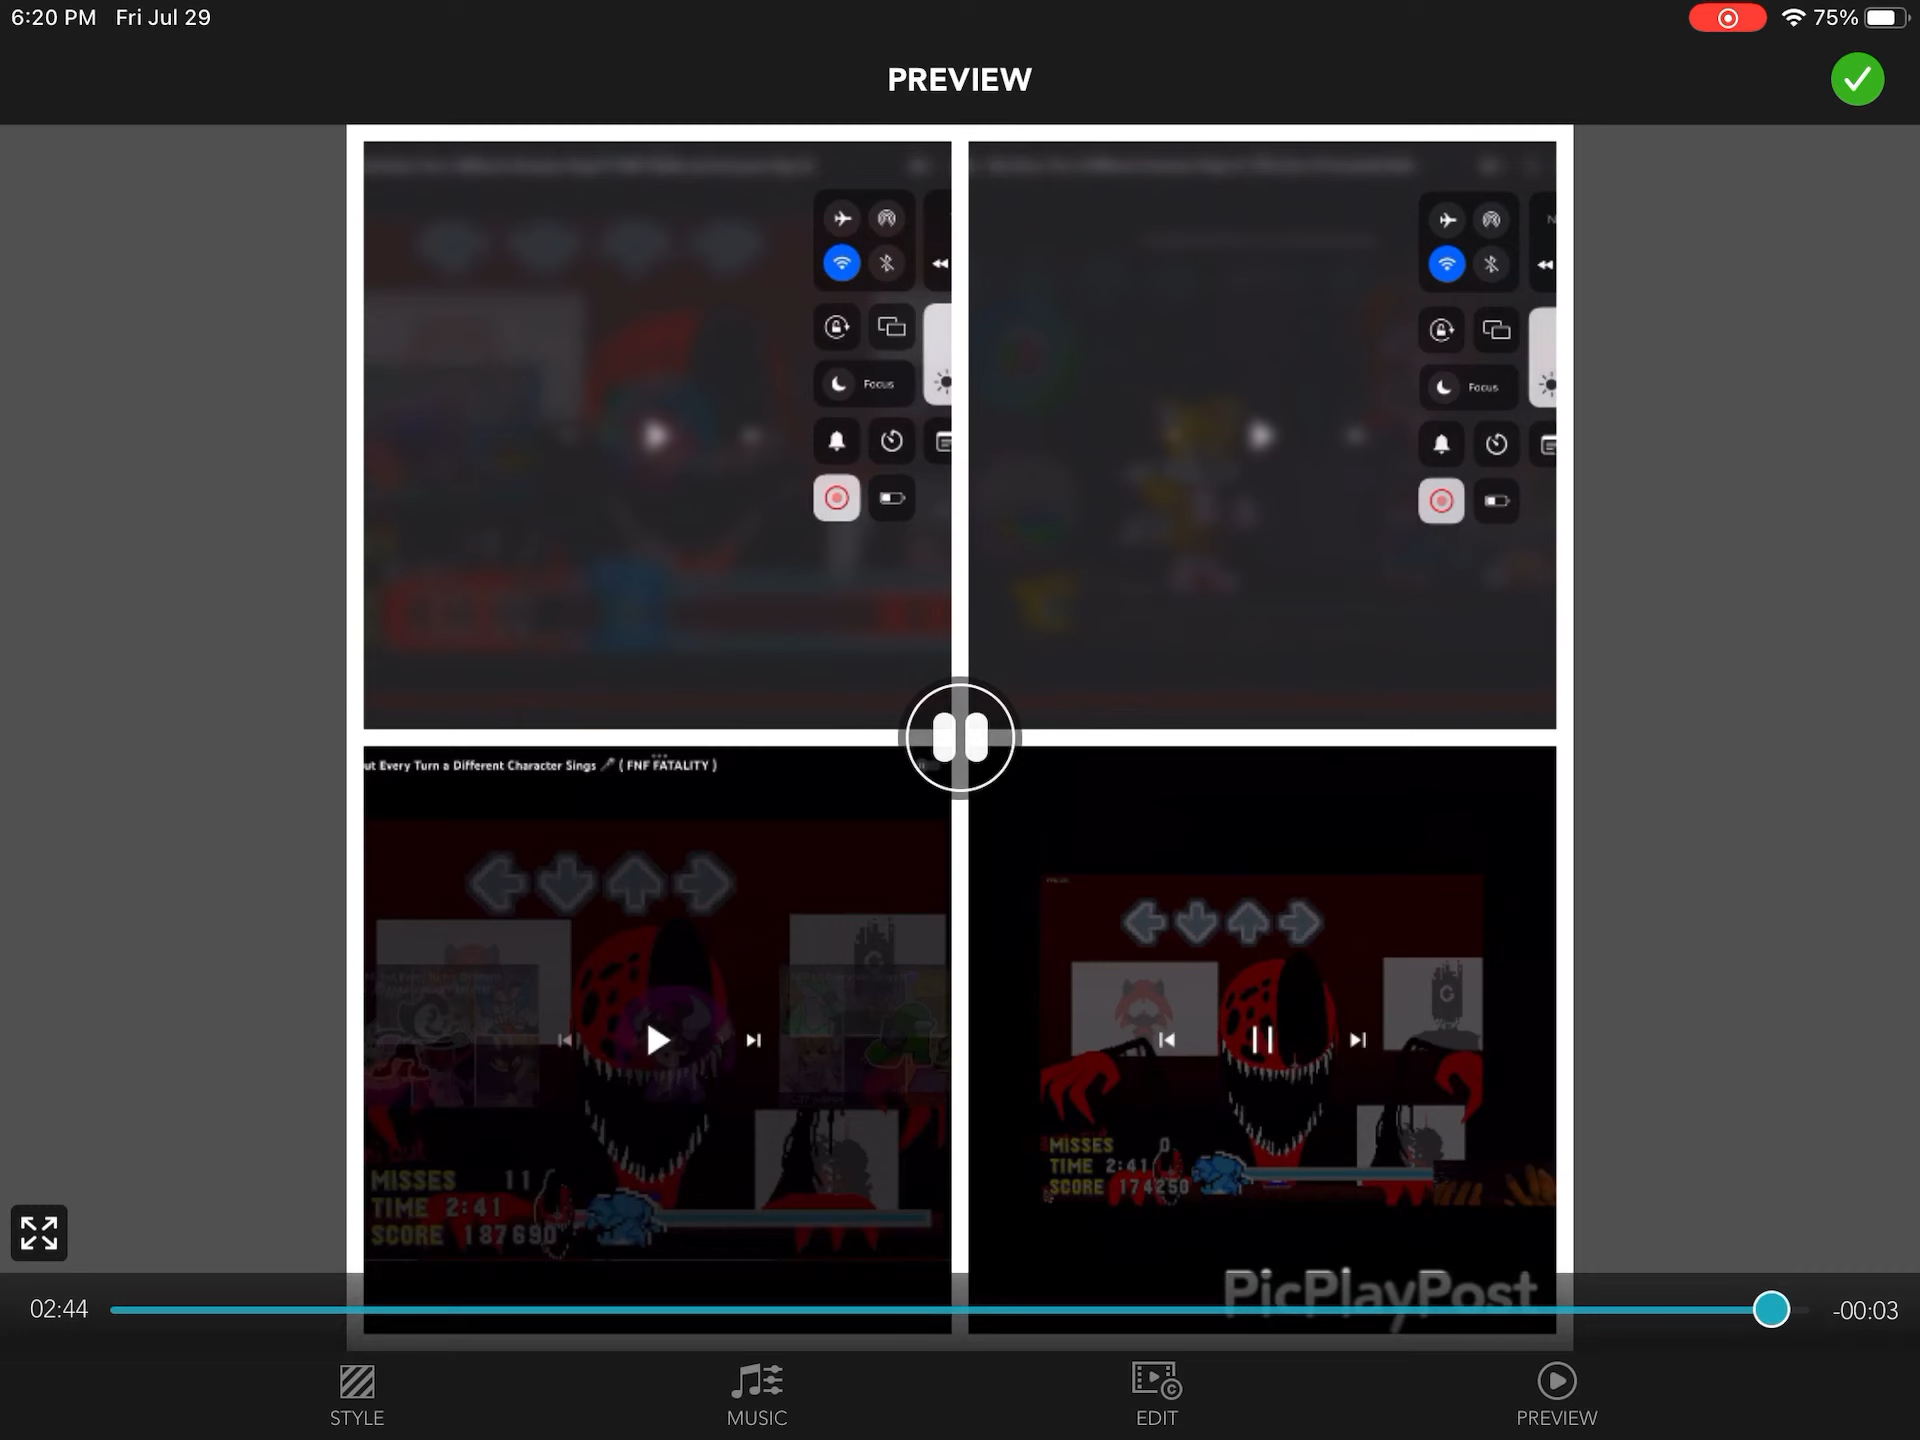 6:20 PM Fri Jul 29
75%
PREVIEW
Focus
Focus
ut Every Turn a Different Character Sings 🎤 ( FNF FATALITY )
MISSES 11
TIME 2:41
SCORE 187690
MISSES 0
TIME 2:41
SCORE 174250
PicPlayPost
02:44
-00:03
STYLE
MUSIC
EDIT
PREVIEW